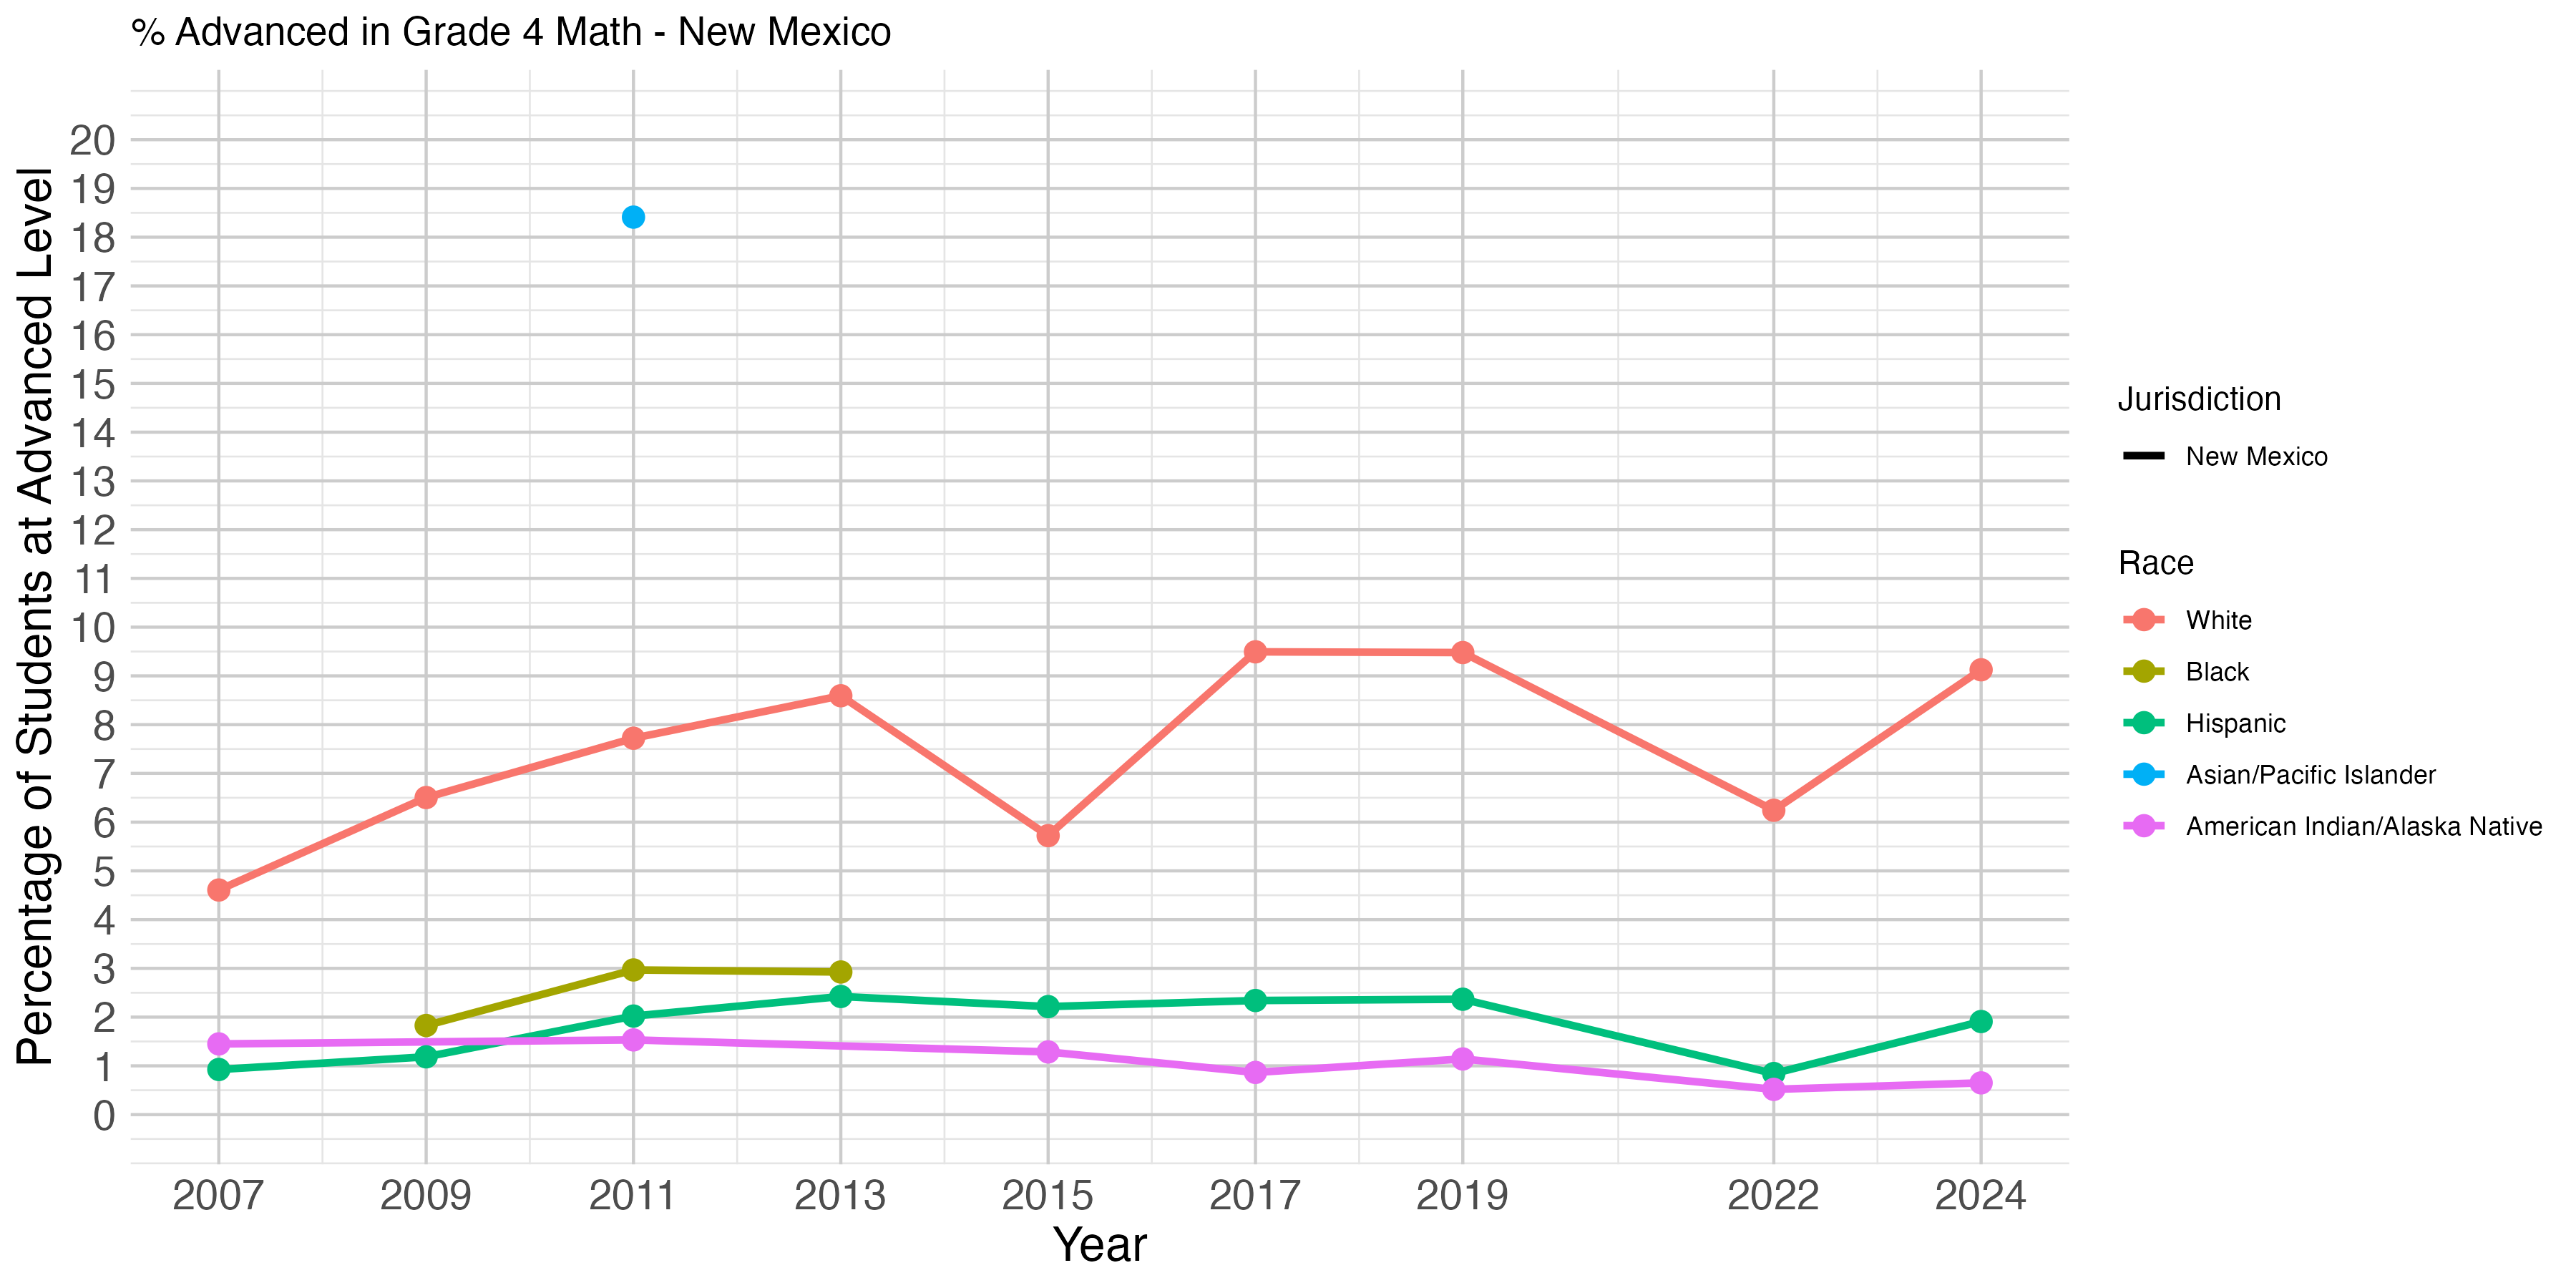 % Advanced in Grade 4 Math - New Mexico
Percentage of Students at Advanced Level
20
19
18
17
16
15
14
13
12
11
10
9
8
7
6
5
4
3
2
1
0
2007 2009 2011 2013 2015 2017 2019 2022 2024
Year
Jurisdiction
New Mexico
Race
White
Black
Hispanic
Asian/Pacific Islander
American Indian/Alaska Native